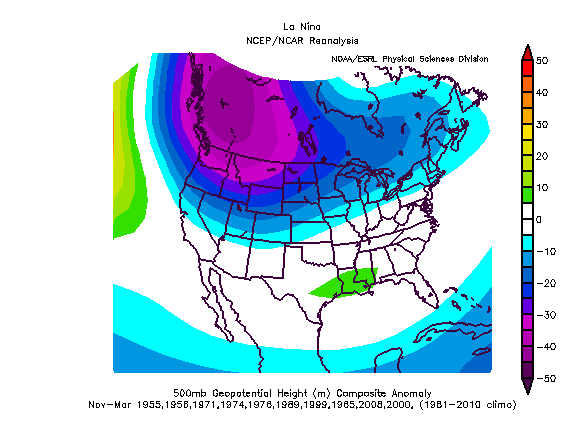 La Nina
NCEP/NCAR Reanalysis
NOAA/ESRL Physical Sciences Division
50
40
30
20
10
0
-10
-20
-30
-40
-50
500mb Geopotential Height (m) Composite Anomaly
Nov-Mar 1955,1956,1971,1974,1976,1989,1999,1965,2008,2000, (1981-2010 climo)